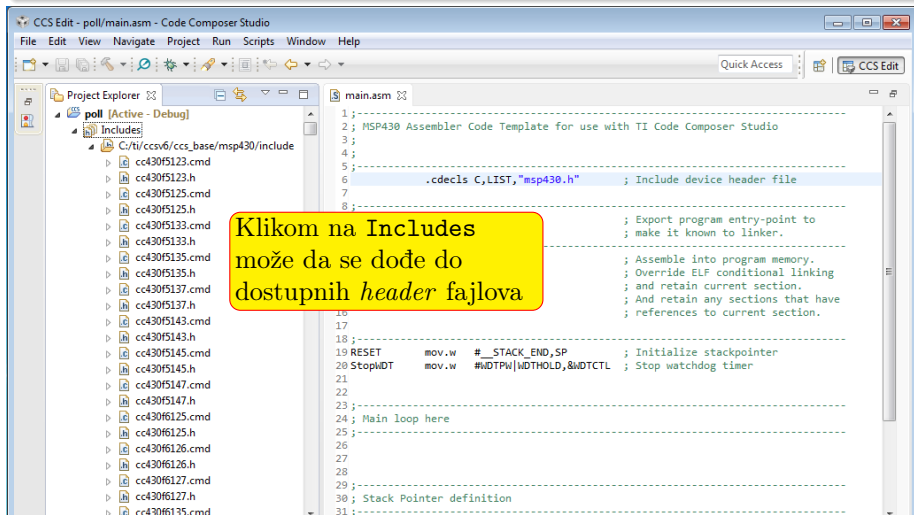 CCS Edit - poll/main.asm - Code Composer Studio
File Edit View Navigate Project Run Scripts Window Help
Quick Access
CCS Edit
Project Explorer
poll [Active - Debug]
Includes
C:/ti/ccsv6/ccs_base/msp430/include
cc430f5123.cmd
cc430f5123.h
cc430f5125.cmd
cc430f5125.h
cc430f5133.cmd
cc430f5133.h
cc430f5135.cmd
cc430f5135.h
cc430f5137.cmd
cc430f5137.h
cc430f5143.cmd
cc430f5143.h
cc430f5145.cmd
cc430f5145.h
cc430f5147.cmd
cc430f5147.h
cc430f6125.cmd
cc430f6125.h
cc430f6126.cmd
cc430f6126.h
cc430f6127.cmd
cc430f6127.h
cc430f6135.cmd
main.asm
1 ;-------------------------------------------------------------------------------
2 ; MSP430 Assembler Code Template for use with TI Code Composer Studio
3 ;
4 ;
5 ;-------------------------------------------------------------------------------
6 .cdecls C,LIST,"msp430.h" ; Include device header file
7
8 ;-------------------------------------------------------------------------------
; Export program entry-point to
; make it known to linker.
; Assemble into program memory.
; Override ELF conditional linking
; and retain current section.
; And retain any sections that have
16 ; references to current section.
17
18 ;-------------------------------------------------------------------------------
19 RESET mov.w #__STACK_END,SP ; Initialize stackpointer
20 StopWDT mov.w #WDTPW|WDTHOLD,&WDTCTL ; Stop watchdog timer
21
22
23 ;-------------------------------------------------------------------------------
24 ; Main loop here
25 ;-------------------------------------------------------------------------------
26
27
28
29 ;-------------------------------------------------------------------------------
30 ; Stack Pointer definition
31 ;-------------------------------------------------------------------------------
Klikom na Includes
može da se dođe do
dostupnih header fajlova